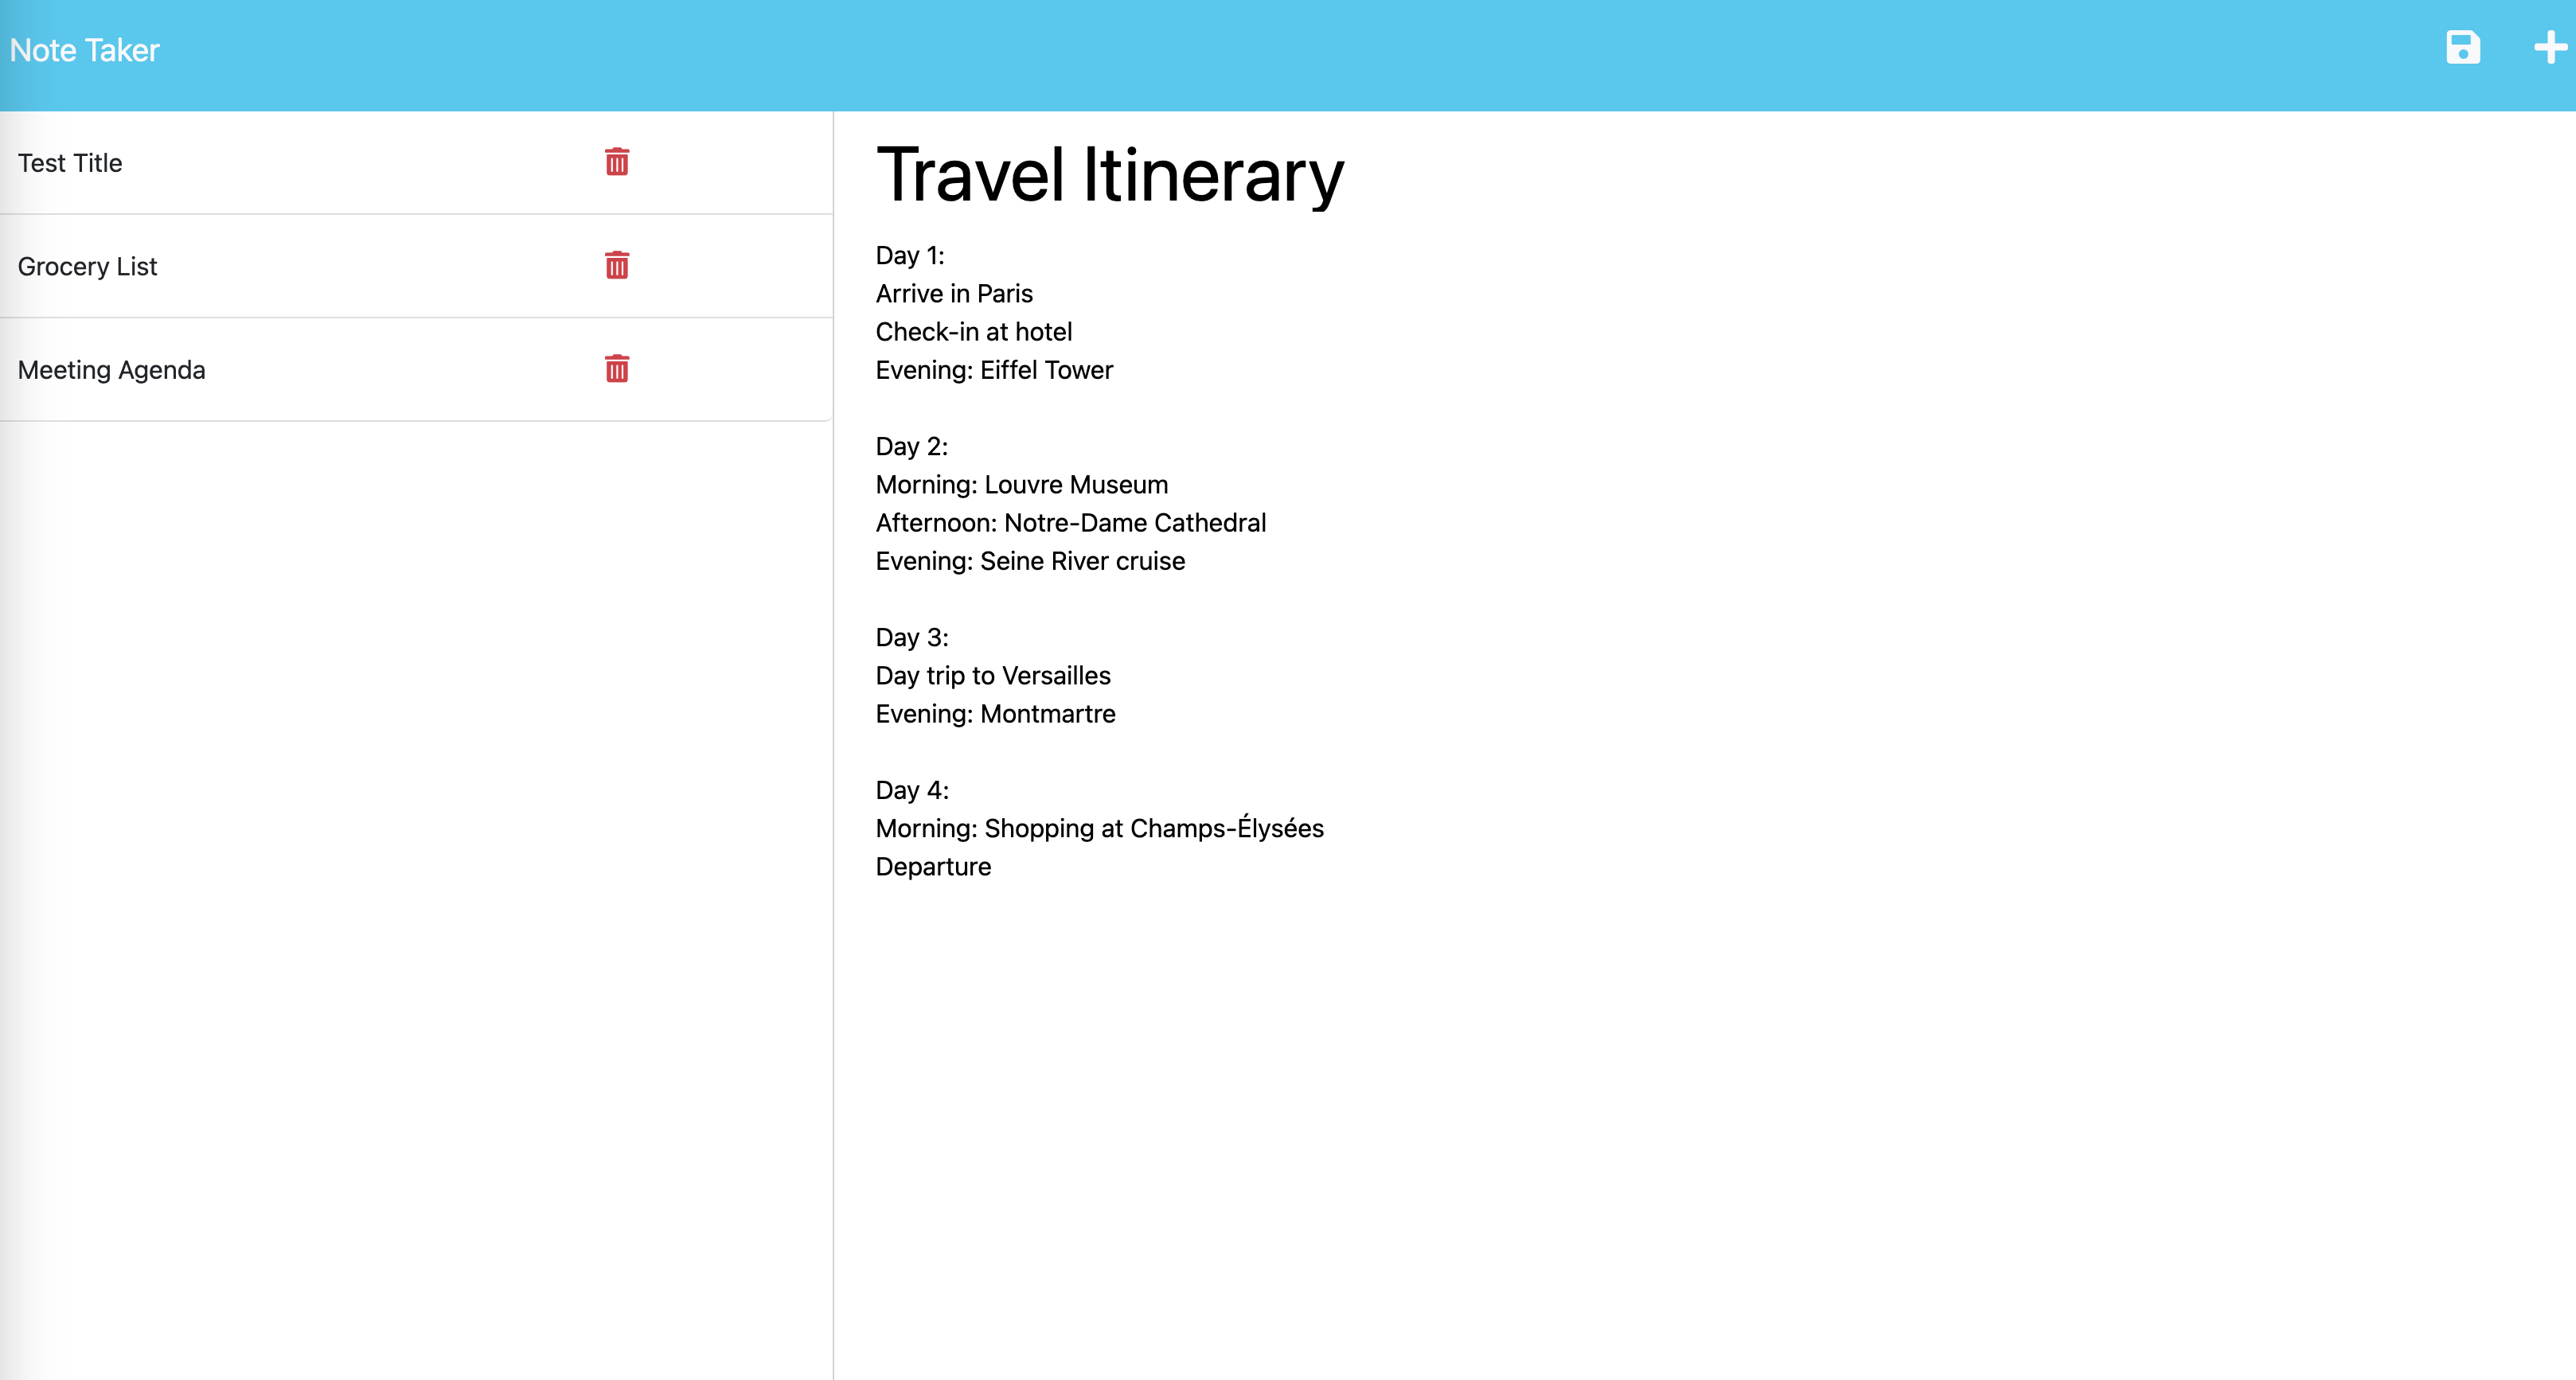 Note Taker
Test Title
Grocery List
Meeting Agenda
Travel Itinerary
Day 1:
Arrive in Paris
Check-in at hotel
Evening: Eiffel Tower
Day 2:
Morning: Louvre Museum
Afternoon: Notre-Dame Cathedral
Evening: Seine River cruise
Day 3:
Day trip to Versailles
Evening: Montmartre
Day 4:
Morning: Shopping at Champs-Élysées
Departure